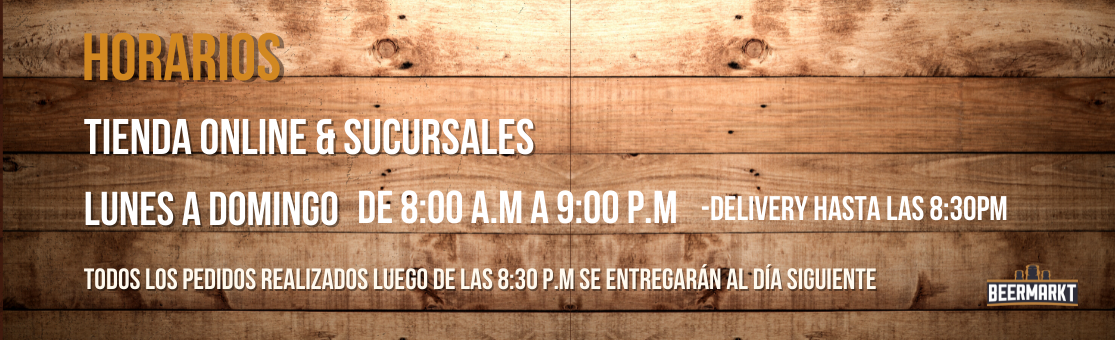 HORARIOS
TIENDA ONLINE & SUCURSALES
LUNES A DOMINGO DE 8:00 A.M A 9:00 P.M -DELIVERY HASTA LAS 8:30PM
TODOS LOS PEDIDOS REALIZADOS LUEGO DE LAS 8:30 P.M SE ENTREGARÁN AL DÍA SIGUIENTE
BEERMARKT